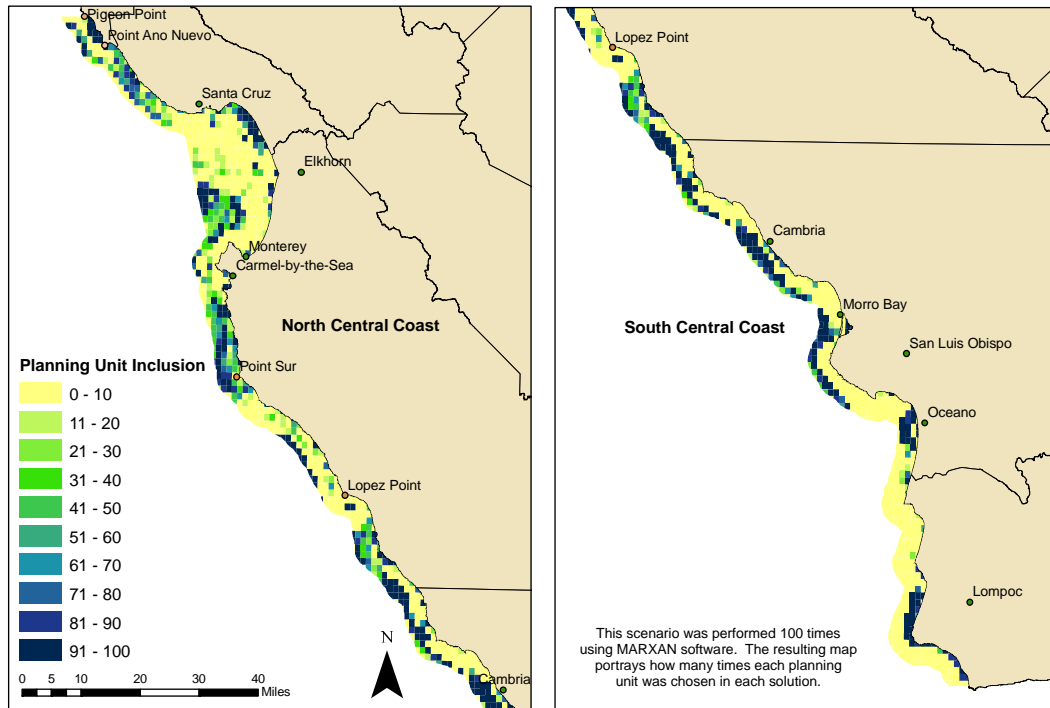 Pigeon Point
Point Ano Nuevo
Santa Cruz
Elkhorn
Monterey
Carmel-by-the-Sea
North Central Coast
Point Sur
Lopez Point
Cambria
Planning Unit Inclusion
0 - 10
11 - 20
21 - 30
31 - 40
41 - 50
51 - 60
61 - 70
71 - 80
81 - 90
91 - 100
N
0 5 10 20 30 40
Miles
Lopez Point
Cambria
Morro Bay
South Central Coast
San Luis Obispo
Oceano
Lompoc
This scenario was performed 100 times
using MARXAN software. The resulting map
portrays how many times each planning
unit was chosen in each solution.